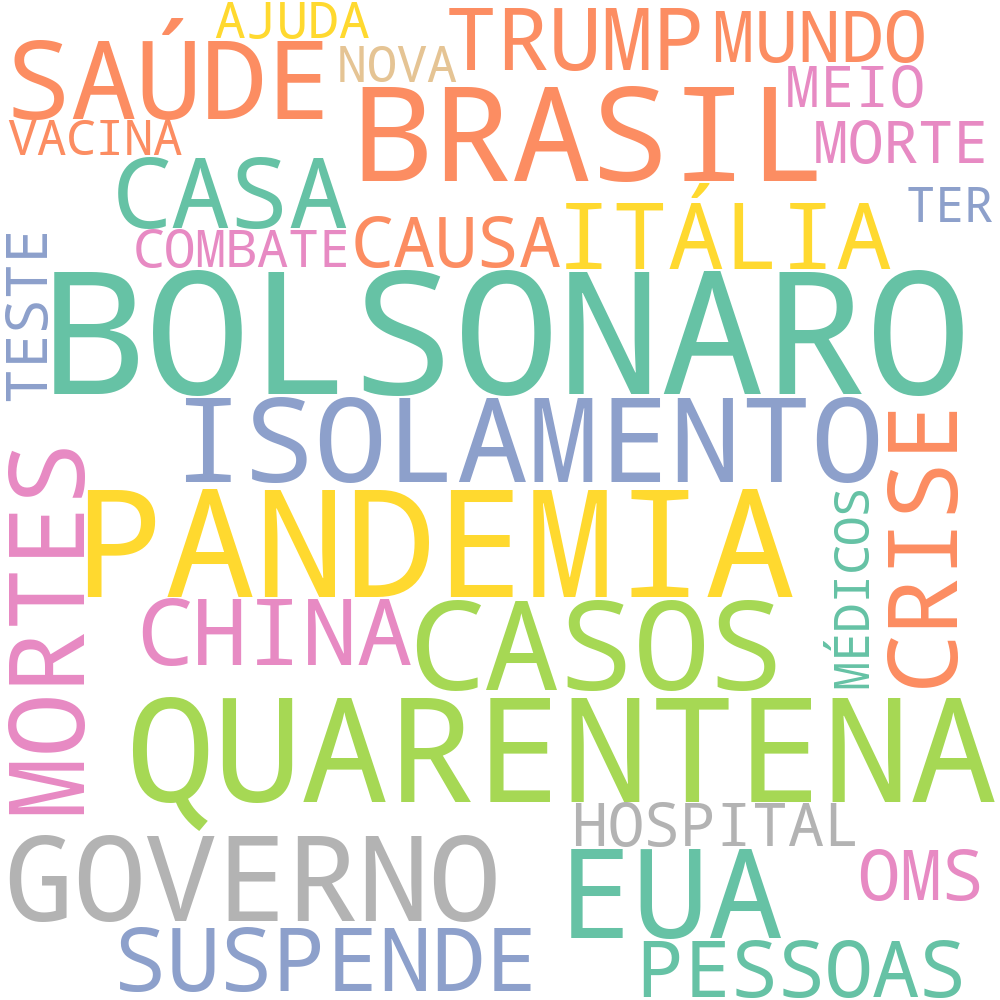 AJUDA
SAÚDE
NOVA
TRUMP
MUNDO
MEIO
VACINA
BRASIL
MORTE
CASA
TER
COMBATE
CAUSA
ITÁLIA
TESTE
BOLSONARO
ISOLAMENTO
MORTES
PANDEMIA
MÉDICOS
CRISE
CHINA
CASOS
QUARENTENA
HOSPITAL
GOVERNO
EUA
OMS
SUSPENDE
PESSOAS